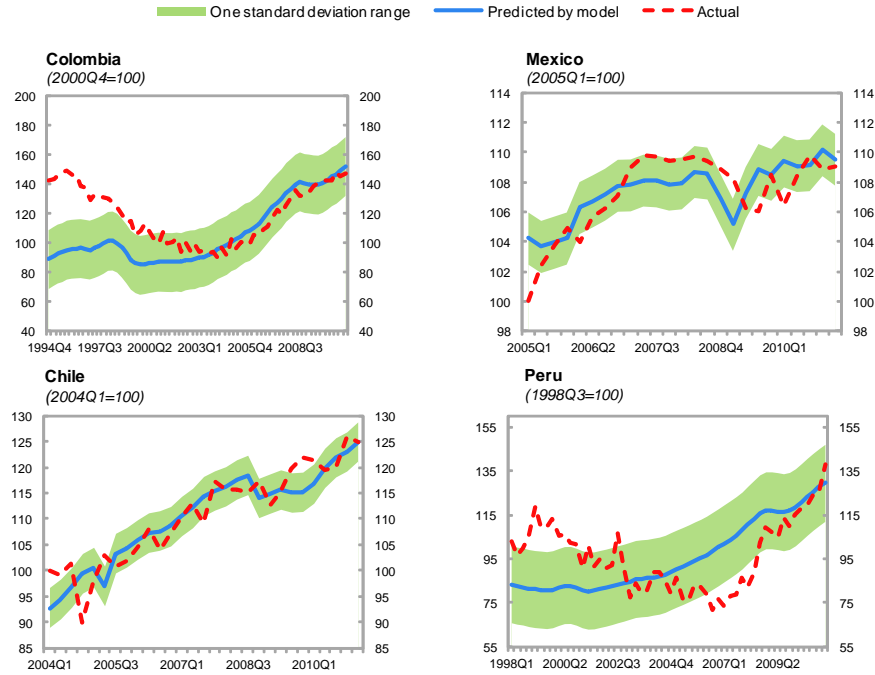 One standard deviation range Predicted by model Actual
Colombia
(2000Q4=100)
200 200
180 180
160 160
140 140
120 120
100 100
80 80
60 60
40 40
1994Q4 1997Q3 2000Q2 2003Q1 2005Q4 2008Q3
Mexico
(2005Q1=100)
114 114
112 112
110 110
108 108
106 106
104 104
102 102
100 100
98 98
2005Q1 2006Q2 2007Q3 2008Q4 2010Q1
Chile
(2004Q1=100)
130 130
125 125
120 120
115 115
110 110
105 105
100 100
95 95
90 90
85 85
2004Q1 2005Q3 2007Q1 2008Q3 2010Q1
Peru
(1998Q3=100)
155 155
135 135
115 115
95 95
75 75
55 55
1998Q1 2000Q2 2002Q3 2004Q4 2007Q1 2009Q2